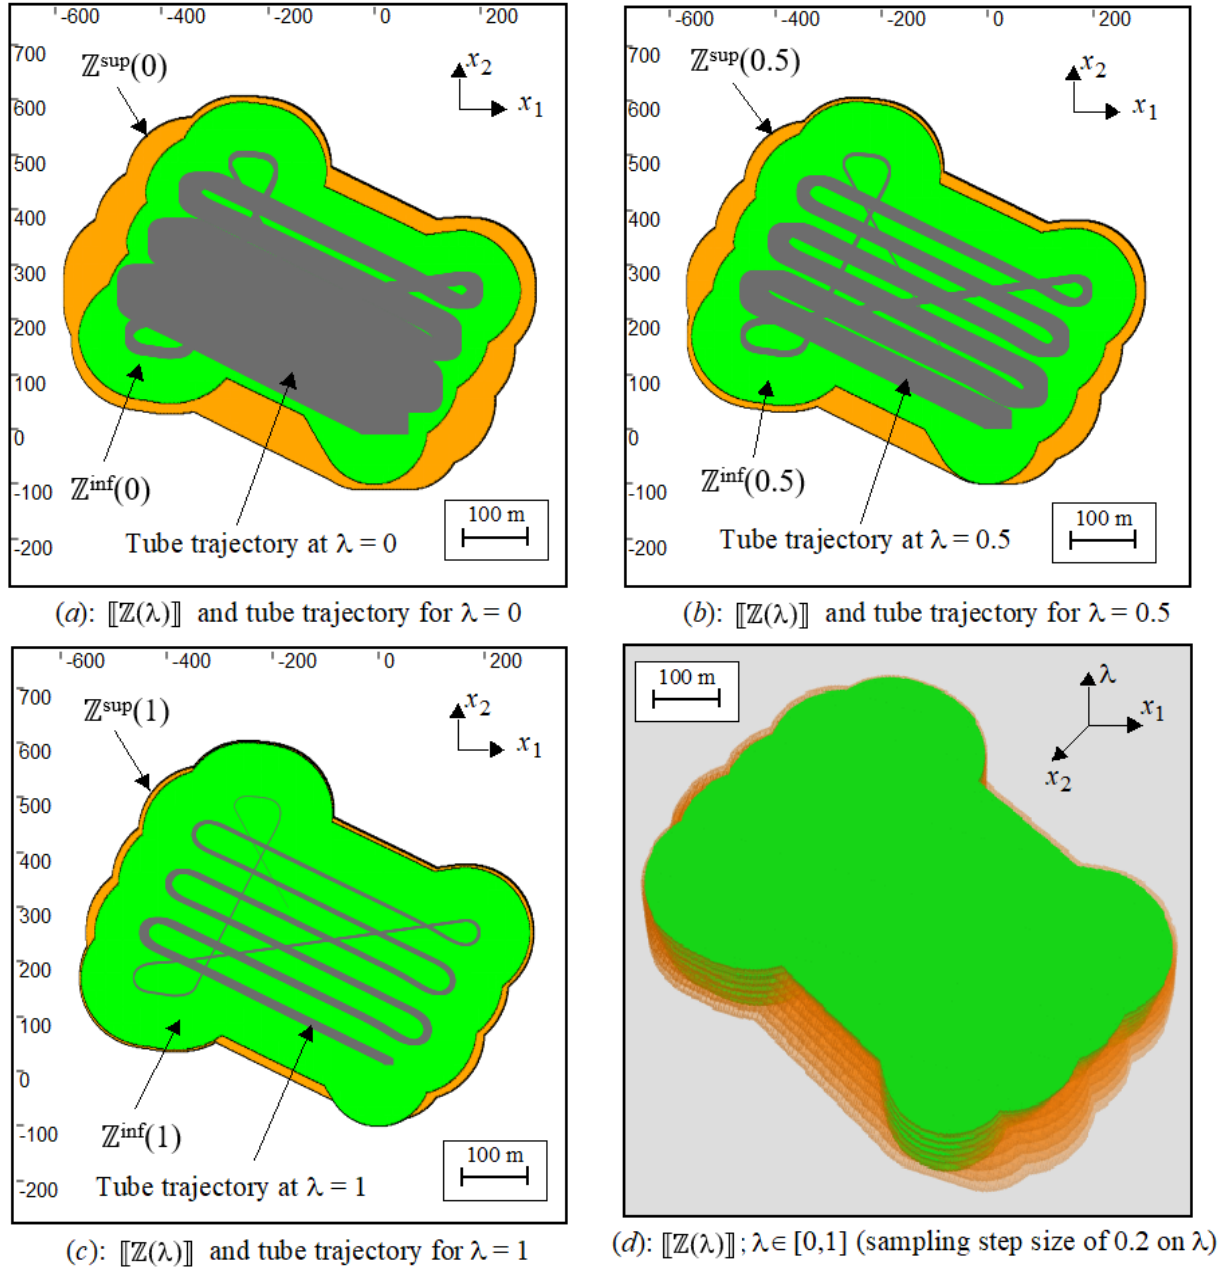 -600 -400 -200 0 200
700
600
500
400
300
200
100
0
-100
-200
ℤsup(0)
x2
x1
ℤinf(0)
100 m
Tube trajectory at λ = 0
(a): ⟦ℤ(λ)⟧ and tube trajectory for λ = 0
-600 -400 -200 0 200
700
600
500
400
300
200
100
0
-100
-200
ℤsup(0.5)
x2
x1
ℤinf(0.5)
100 m
Tube trajectory at λ = 0.5
(b): ⟦ℤ(λ)⟧ and tube trajectory for λ = 0.5
-600 -400 -200 0 200
700
600
500
400
300
200
100
0
-100
-200
ℤsup(1)
x2
x1
ℤinf(1)
100 m
Tube trajectory at λ = 1
(c): ⟦ℤ(λ)⟧ and tube trajectory for λ = 1
100 m
λ
x1
x2
(d): ⟦ℤ(λ)⟧; λ∈ [0,1] (sampling step size of 0.2 on λ)